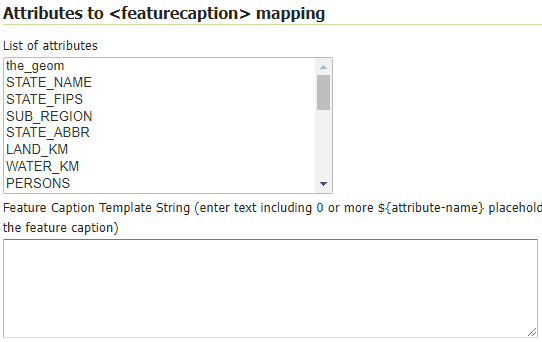 Attributes to <featurecaption> mapping
List of attributes
the_geom
STATE_NAME
STATE_FIPS
SUB_REGION
STATE_ABBR
LAND_KM
WATER_KM
PERSONS
Feature Caption Template String (enter text including 0 or more ${attribute-name} placehold
the feature caption)